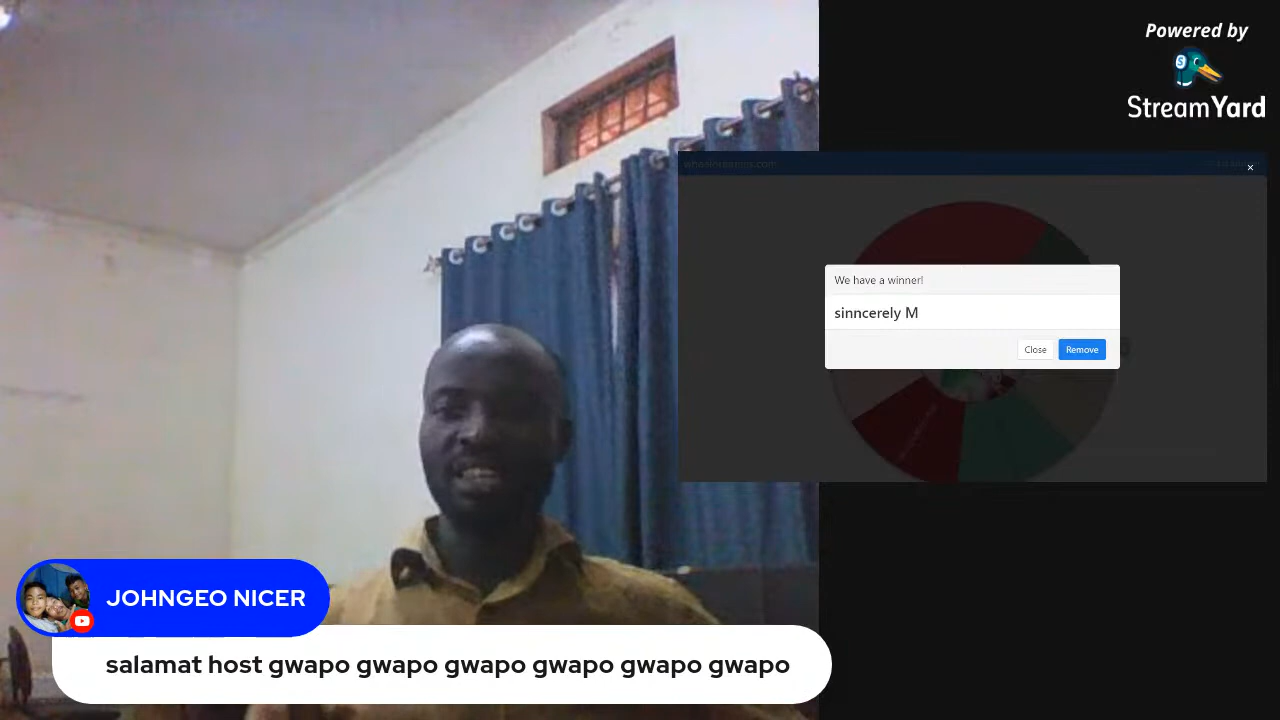 Powered by
StreamYard
We have a winner!
sinncerely M
Close
Remove
JOHNGEO NICER
salamat host gwapo gwapo gwapo gwapo gwapo gwapo